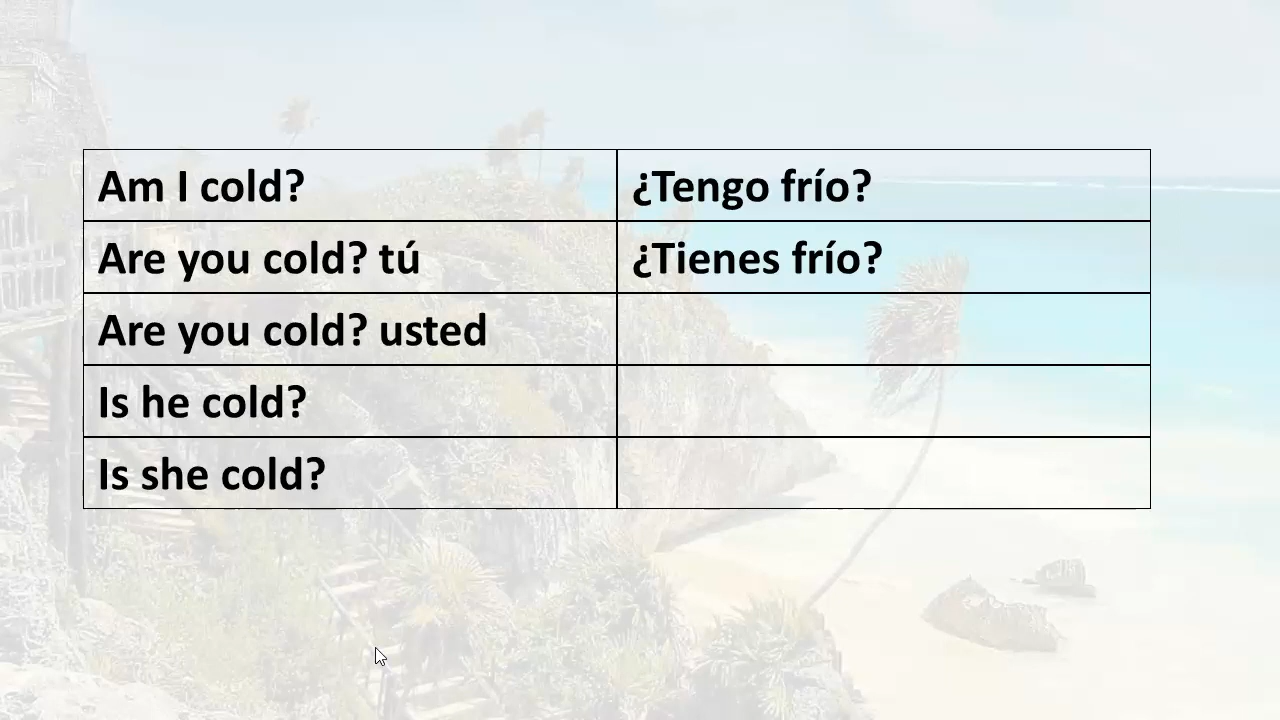 Am I cold? ¿Tengo frío?
Are you cold? tú ¿Tienes frío?
Are you cold? usted
Is he cold?
Is she cold?